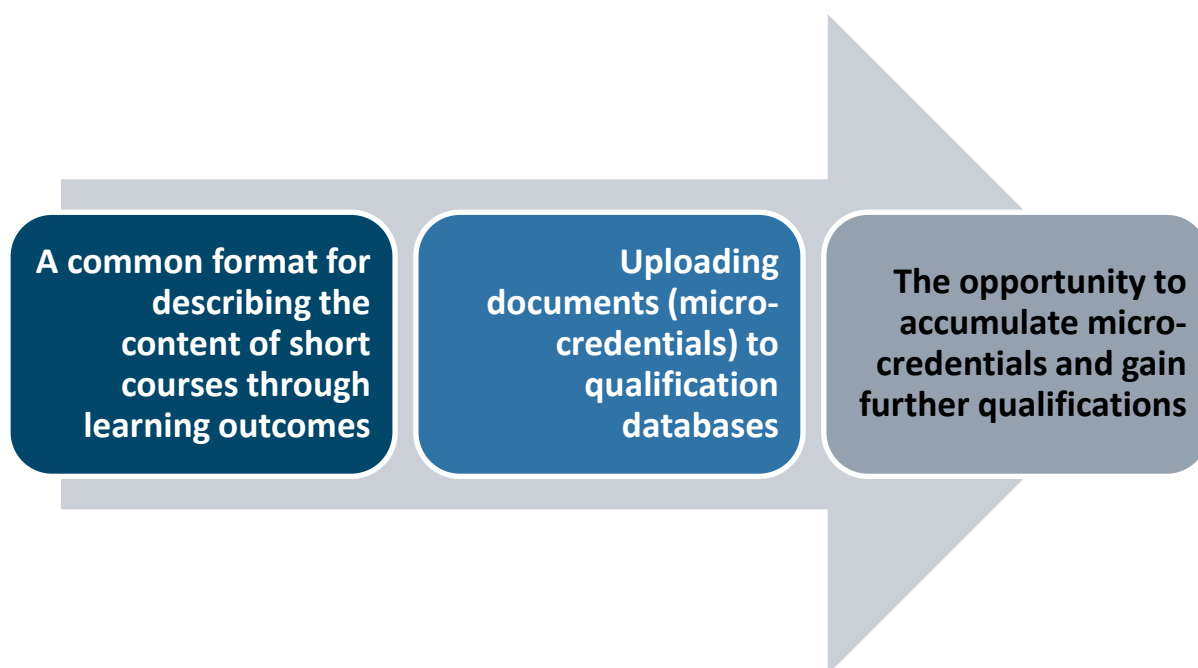 A common format for
describing the
content of short
courses through
learning outcomes
Uploading
documents (micro-
credentials) to
qualification
databases
The opportunity to
accumulate micro-
credentials and gain
further qualifications